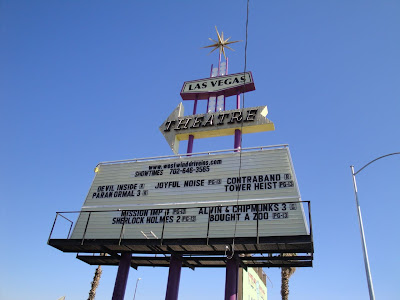 LAS VEGAS
THEATRE
www.westwinddriveins.com
SHOWTIMES 702-646-3565
DEVIL INSIDE R
PARANORMAL 3 R
JOYFUL NOISE PG-13
CONTRABAND R
TOWER HEIST PG-13
MISSION IMP 4 PG-13
SHERLOCK HOLMES 2 PG-13
ALVIN & CHIPMUNKS 3 G
BOUGHT A ZOO PG